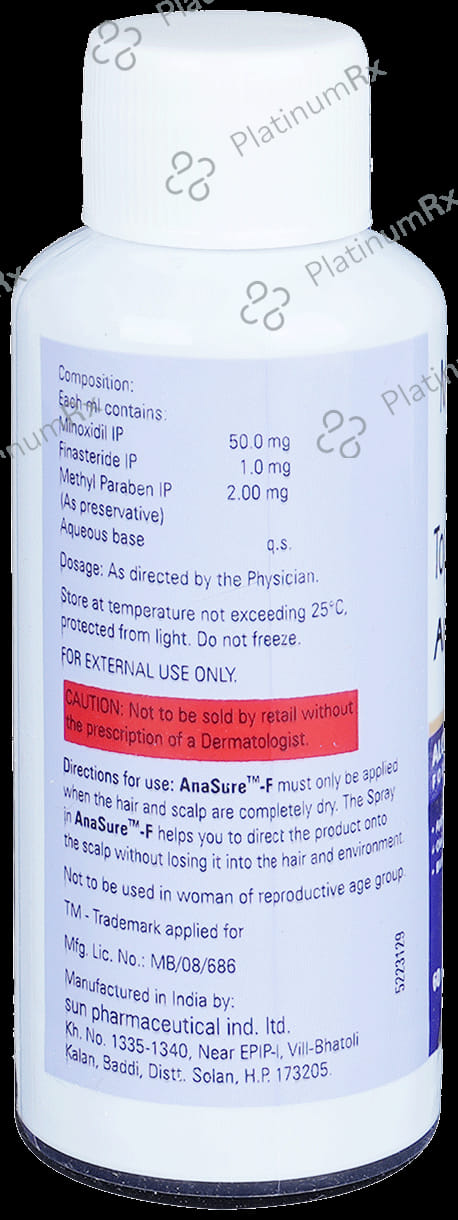 PlatinumRx
PlatinumRx
PlatinumRx
Composition:
Each ml contains:
Minoxidil IP 50.0 mg
Finasteride IP 1.0 mg
Methyl Paraben IP 2.00 mg
(As preservative)
Aqueous base q.s.
Dosage: As directed by the Physician.
Store at temperature not exceeding 25°C,
protected from light. Do not freeze.
FOR EXTERNAL USE ONLY.
CAUTION: Not to be sold by retail without
the prescription of a Dermatologist.
Directions for use: AnaSure™-F must only be applied
when the hair and scalp are completely dry. The Spray
in AnaSure™-F helps you to direct the product onto
the scalp without losing it into the hair and environment.
Not to be used in woman of reproductive age group.
TM - Trademark applied for
Mfg. Lic. No.: MB/08/686
5223129
Manufactured in India by:
sun pharmaceutical ind. ltd.
Kh. No. 1335-1340, Near EPIP-I, Vill-Bhatoli
Kalan, Baddi, Distt. Solan, H.P. 173205.